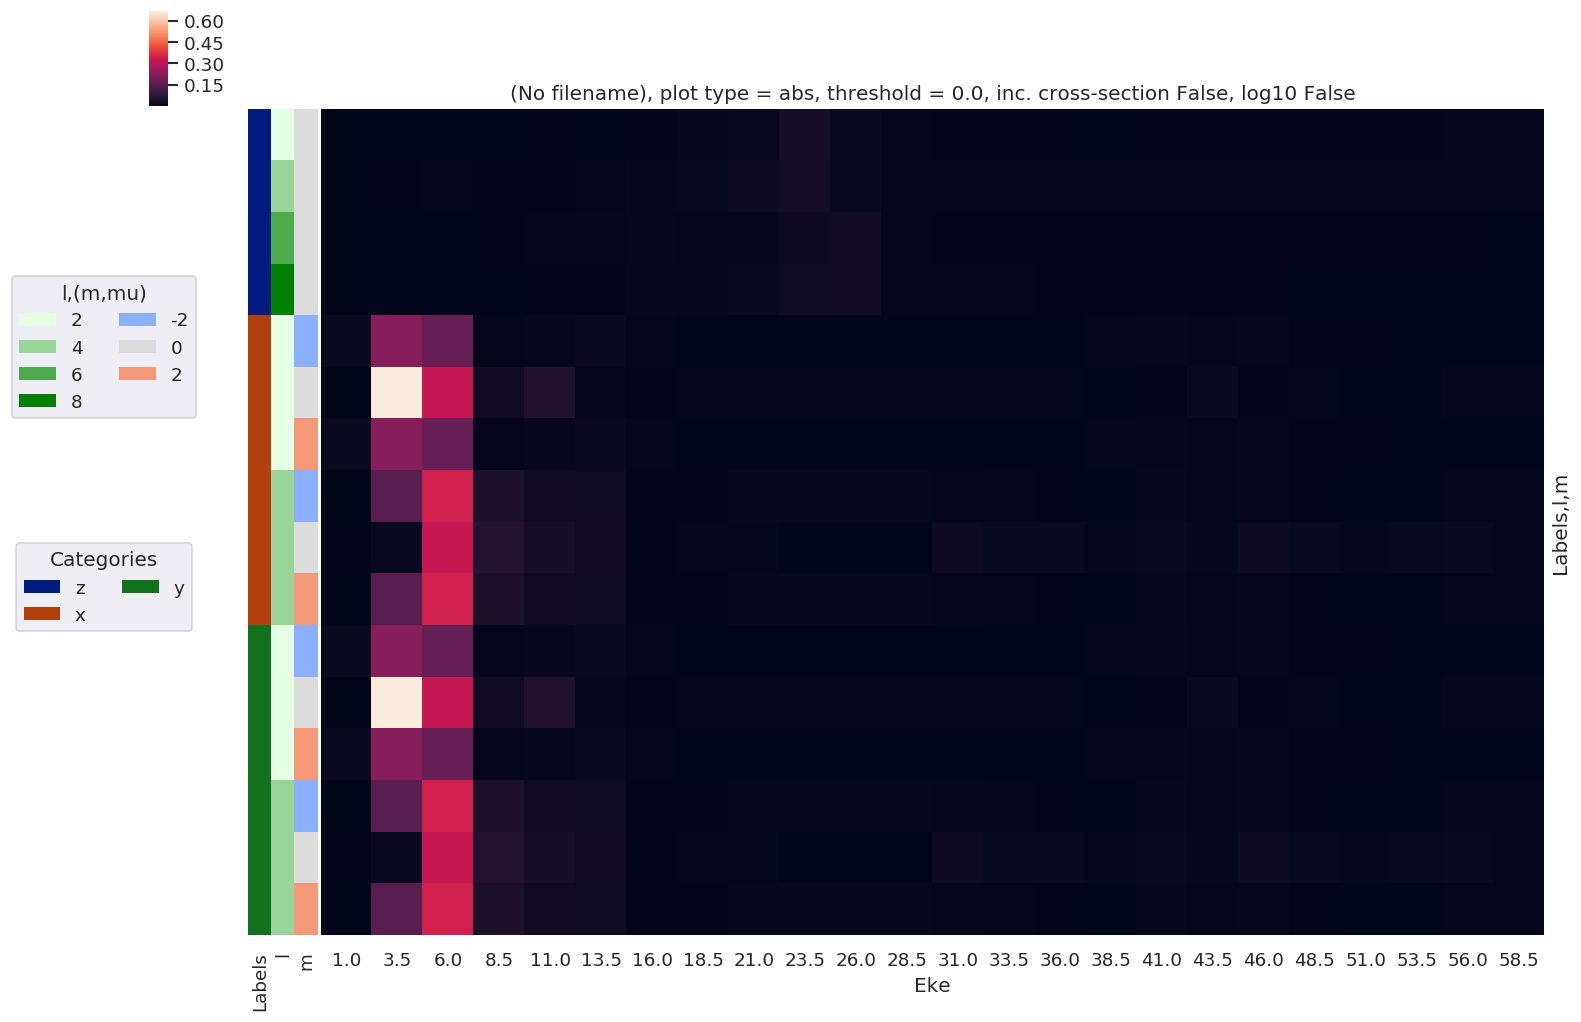 0.60
0.45
0.30
0.15
(No filename), plot type = abs, threshold = 0.0, inc. cross-section False, log10 False
l,(m,mu)
2 -2
4 0
6 2
8
Categories
z y
x
Labels,l,m
1.0 3.5 6.0 8.5 11.0 13.5 16.0 18.5 21.0 23.5 26.0 28.5 31.0 33.5 36.0 38.5 41.0 43.5 46.0 48.5 51.0 53.5 56.0 58.5
Labels
l
m
Eke